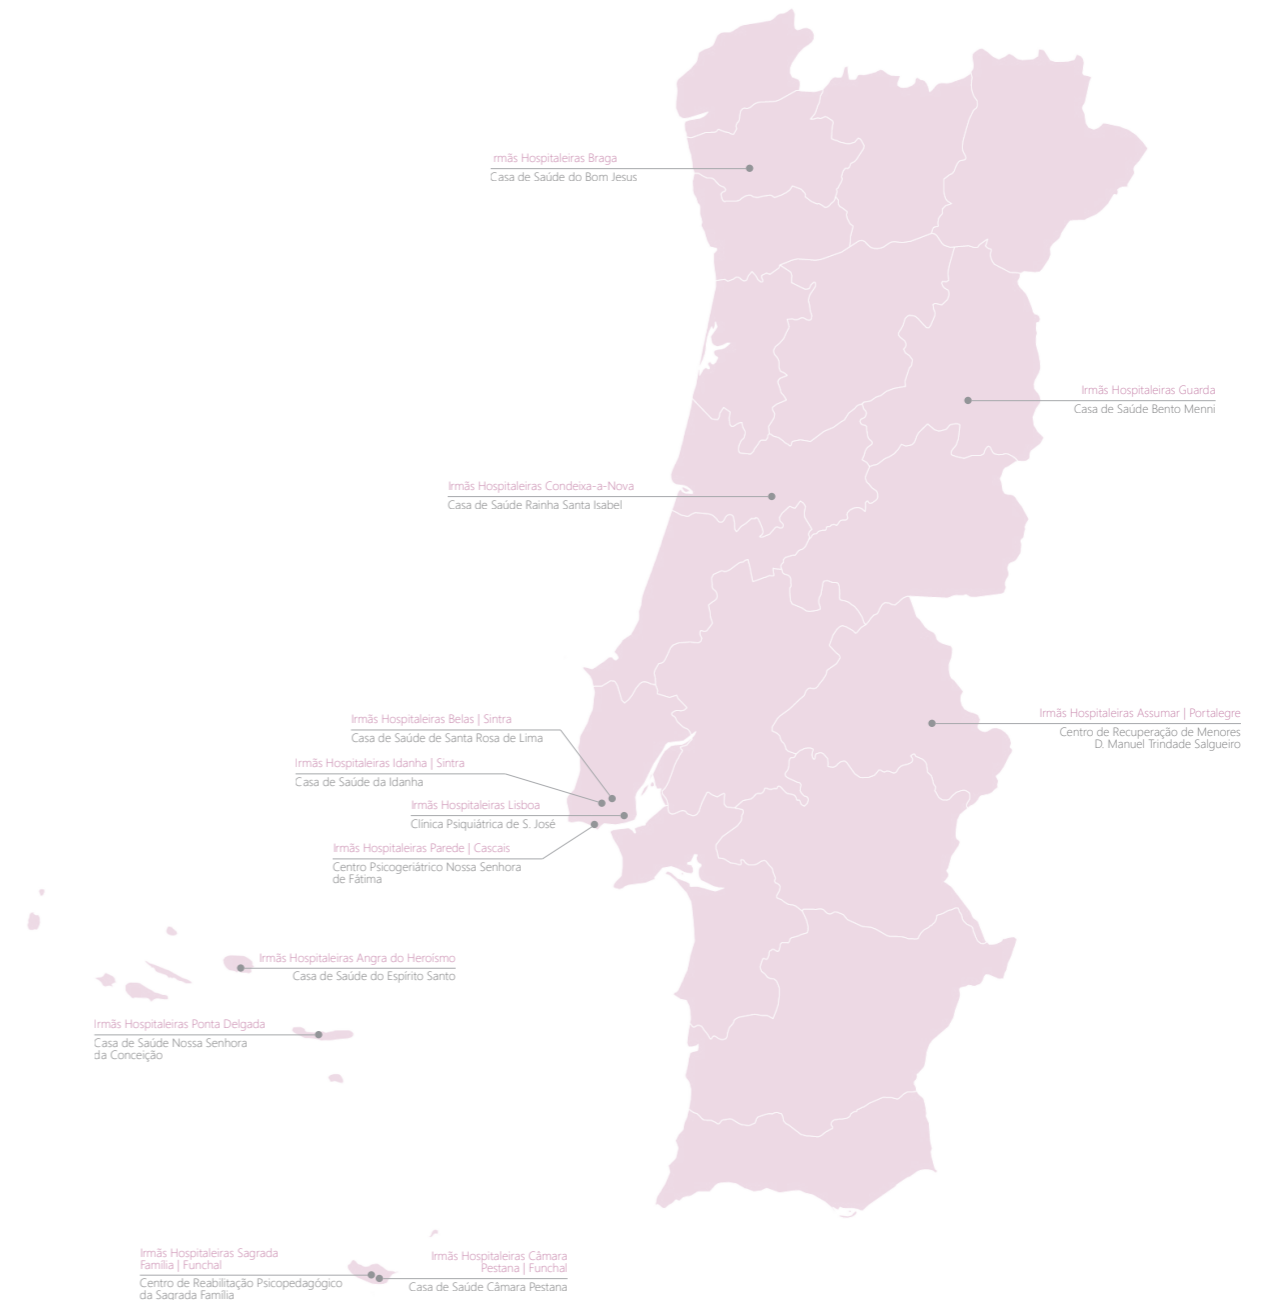 rmãs Hospitaleiras Braga
Casa de Saúde do Bom Jesus
Irmãs Hospitaleiras Guarda
Casa de Saúde Bento Menni
Irmãs Hospitaleiras Condeixa-a-Nova
Casa de Saúde Rainha Santa Isabel
Irmãs Hospitaleiras Assumar | Portalegre
Centro de Recuperação de Menores
D. Manuel Trindade Salgueiro
Irmãs Hospitaleiras Belas | Sintra
Casa de Saúde de Santa Rosa de Lima
Irmãs Hospitaleiras Idanha | Sintra
Casa de Saúde da Idanha
Irmãs Hospitaleiras Lisboa
Clínica Psiquiátrica de S. José
Irmãs Hospitaleiras Parede | Cascais
Centro Psicogeriátrico Nossa Senhora
de Fátima
Irmãs Hospitaleiras Angra do Heroísmo
Casa de Saúde do Espírito Santo
Irmãs Hospitaleiras Ponta Delgada
Casa de Saúde Nossa Senhora
da Conceição
Irmãs Hospitaleiras Sagrada
Família | Funchal
Centro de Reabilitação Psicopedagógico
da Sagrada Família
Irmãs Hospitaleiras Câmara
Pestana | Funchal
Casa de Saúde Câmara Pestana